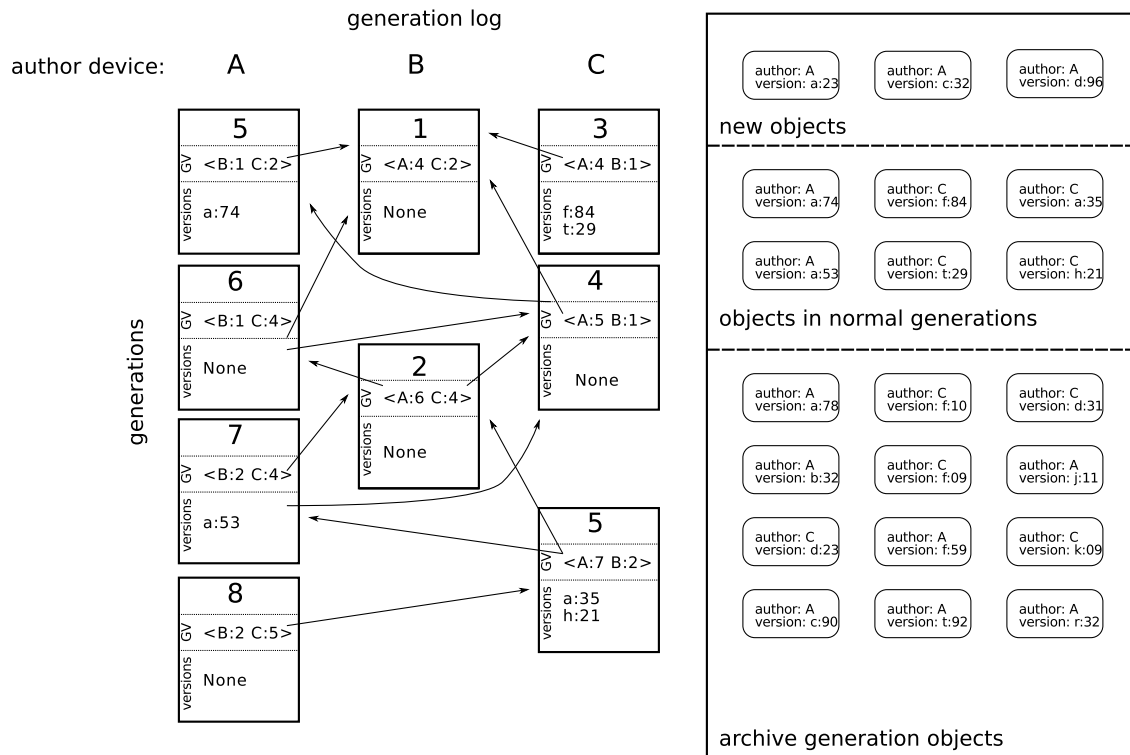 generation log
author device:
A
B
C
generations
5
GV
<B:1 C:2>
versions
a:74
6
GV
<B:1 C:4>
versions
None
7
GV
<B:2 C:4>
versions
a:53
8
GV
<B:2 C:5>
versions
None
1
GV
<A:4 C:2>
versions
None
2
GV
<A:6 C:4>
versions
None
3
GV
<A:4 B:1>
versions
f:84
t:29
4
GV
<A:5 B:1>
versions
None
5
GV
<A:7 B:2>
versions
a:35
h:21
author: A
version: a:23
author: A
version: c:32
author: A
version: d:96
new objects
author: A
version: a:74
author: C
version: f:84
author: C
version: a:35
author: A
version: a:53
author: C
version: t:29
author: C
version: h:21
objects in normal generations
author: A
version: a:78
author: C
version: f:10
author: C
version: d:31
author: A
version: b:32
author: C
version: f:09
author: A
version: j:11
author: C
version: d:23
author: A
version: f:59
author: C
version: k:09
author: A
version: c:90
author: A
version: t:92
author: A
version: r:32
archive generation objects